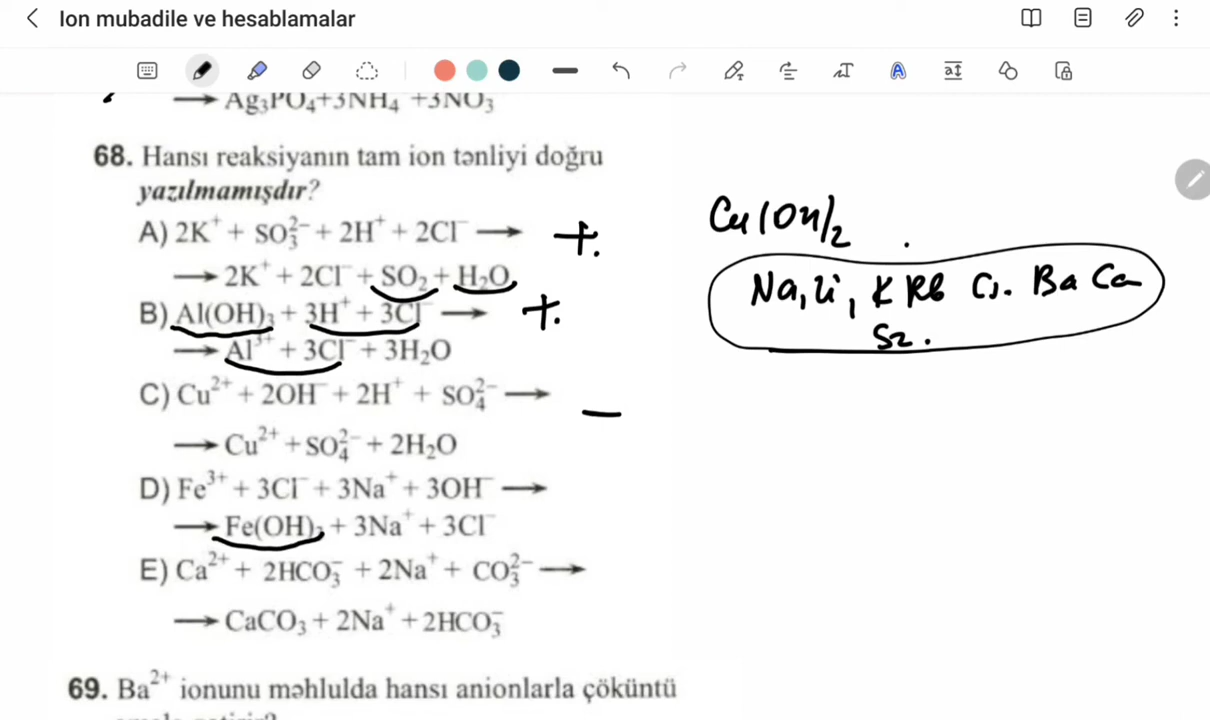 Ion mubadile ve hesablamalar
→ Ag₃PO₄+3NH₄⁺ +3NO₃⁻
68. Hansı reaksiyanın tam ion tənliyi doğru
yazılmamışdır?
A) 2K⁺ + SO₃²⁻ + 2H⁺ + 2Cl⁻ →
→ 2K⁺ + 2Cl⁻ + SO₂ + H₂O
+.
B) Al(OH)₃ + 3H⁺ + 3Cl⁻ →
→ Al³⁺ + 3Cl⁻ + 3H₂O
+.
C) Cu²⁺ + 2OH⁻ + 2H⁺ + SO₄²⁻ →
→ Cu²⁺ + SO₄²⁻ + 2H₂O
—
D) Fe³⁺ + 3Cl⁻ + 3Na⁺ + 3OH⁻ →
→ Fe(OH)₃ + 3Na⁺ + 3Cl⁻
E) Ca²⁺ + 2HCO₃⁻ + 2Na⁺ + CO₃²⁻ →
→ CaCO₃ + 2Na⁺ + 2HCO₃⁻
69. Ba²⁺ ionunu məhlulda hansı anionlarla çöküntü
Cu(OH)₂
Na, Li, K Rb Cs. Ba Ca
Sr.